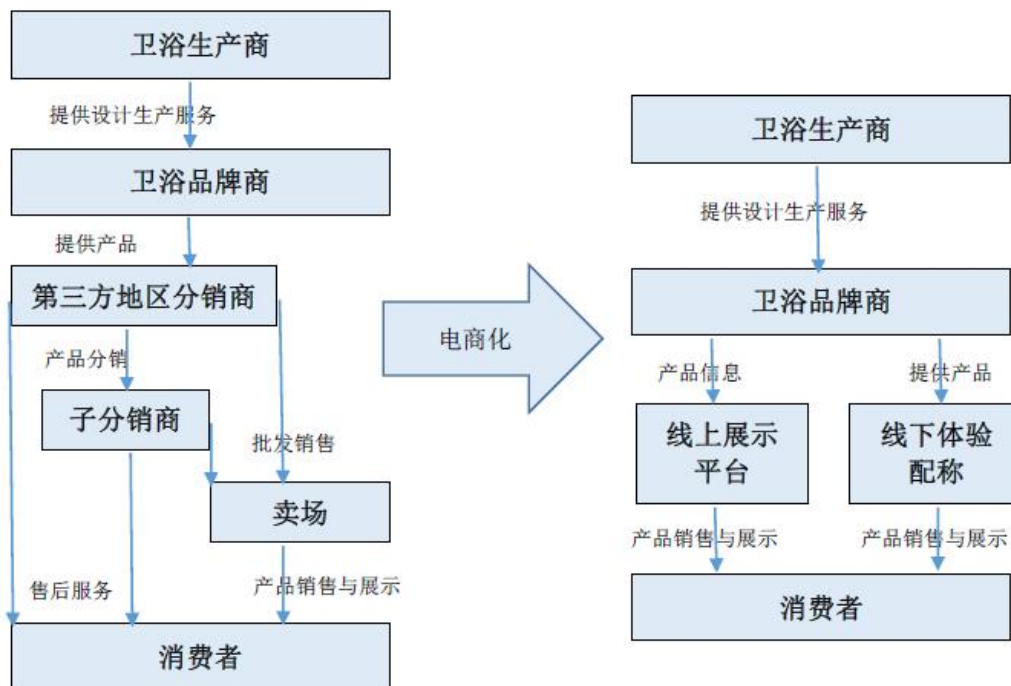 卫浴生产商
提供设计生产服务
卫浴品牌商
提供产品
第三方地区分销商
产品分销
子分销商
批发销售
卖场
售后服务
产品销售与展示
消费者
电商化
卫浴生产商
提供设计生产服务
卫浴品牌商
产品信息
提供产品
线上展示
平台
线下体验
配称
产品销售与展示
产品销售与展示
消费者